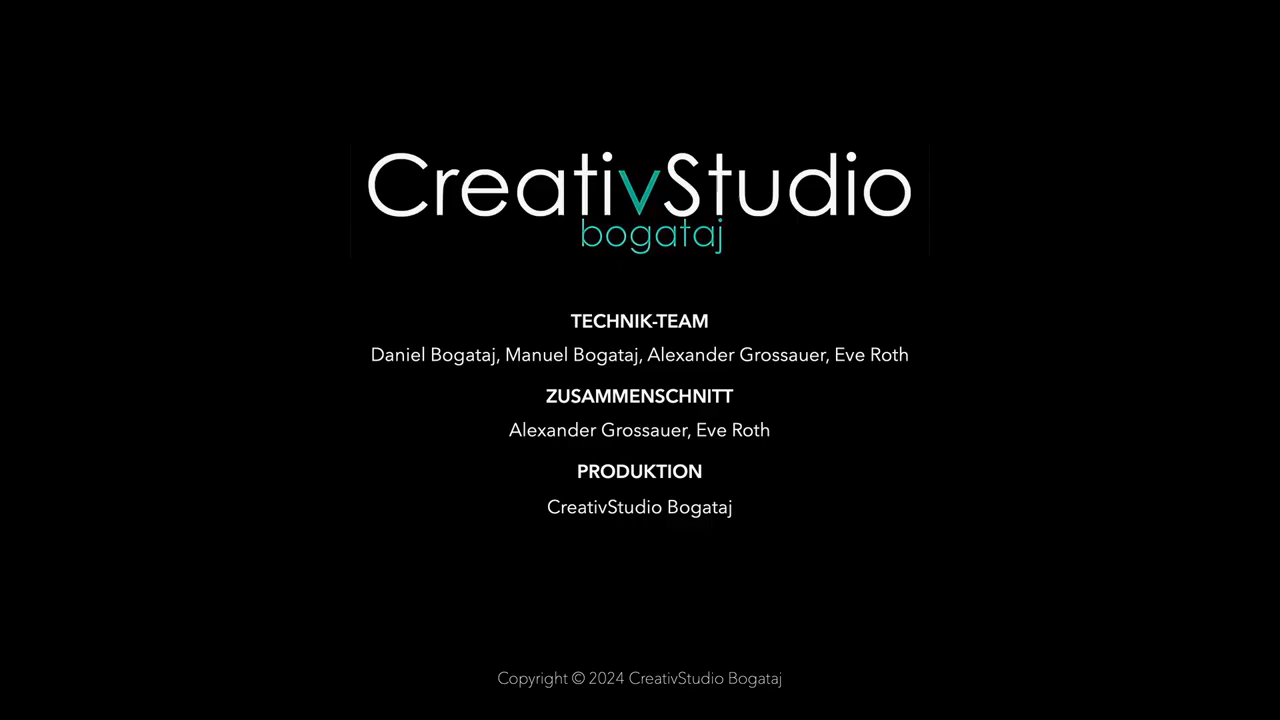 CreativStudio
bogataj
TECHNIK-TEAM
Daniel Bogataj, Manuel Bogataj, Alexander Grossauer, Eve Roth
ZUSAMMENSCHNITT
Alexander Grossauer, Eve Roth
PRODUKTION
CreativStudio Bogataj
Copyright © 2024 CreativStudio Bogataj